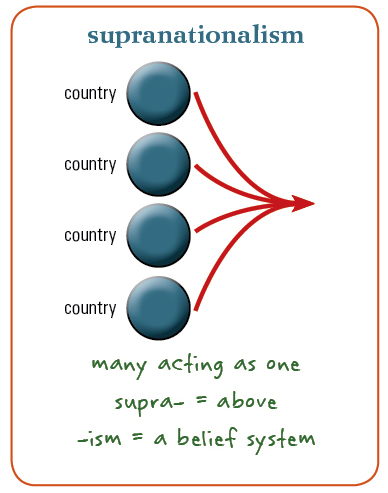 supranationalism
country
country
country
country
many acting as one
supra- = above
-ism = a belief system